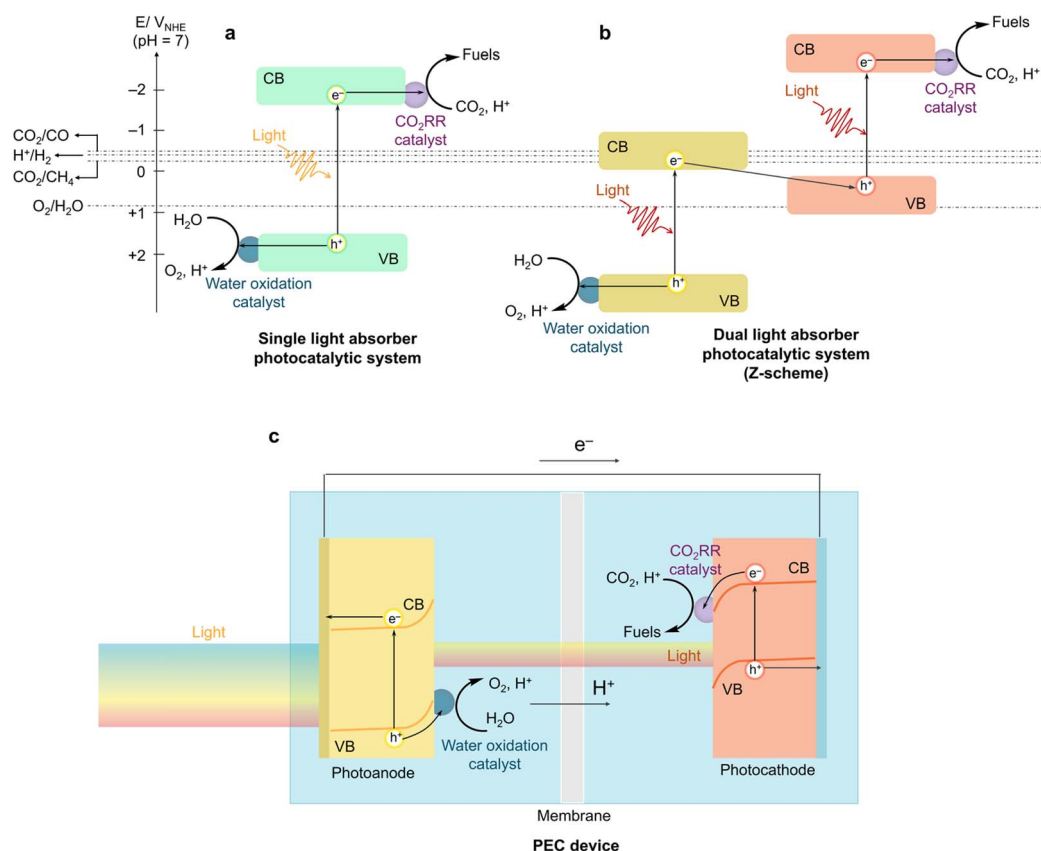 E/ V_NHE
(pH = 7)
a
–2
–1
0
+1
+2
CO₂/CO
H⁺/H₂
CO₂/CH₄
O₂/H₂O
CB
e⁻
Fuels
CO₂, H⁺
CO₂RR
catalyst
Light
H₂O
O₂, H⁺
h⁺
VB
Water oxidation
catalyst
Single light absorber
photocatalytic system
b
CB
e⁻
Fuels
CO₂, H⁺
CO₂RR
catalyst
Light
h⁺
VB
CB
e⁻
Light
H₂O
O₂, H⁺
h⁺
VB
Water oxidation
catalyst
Dual light absorber
photocatalytic system
(Z-scheme)
c
e⁻
Light
CB
e⁻
VB
h⁺
Photoanode
O₂, H⁺
H₂O
Water oxidation
catalyst
H⁺
Membrane
CO₂RR
catalyst
CO₂, H⁺
Fuels
Light
e⁻
CB
VB
h⁺
Photocathode
PEC device